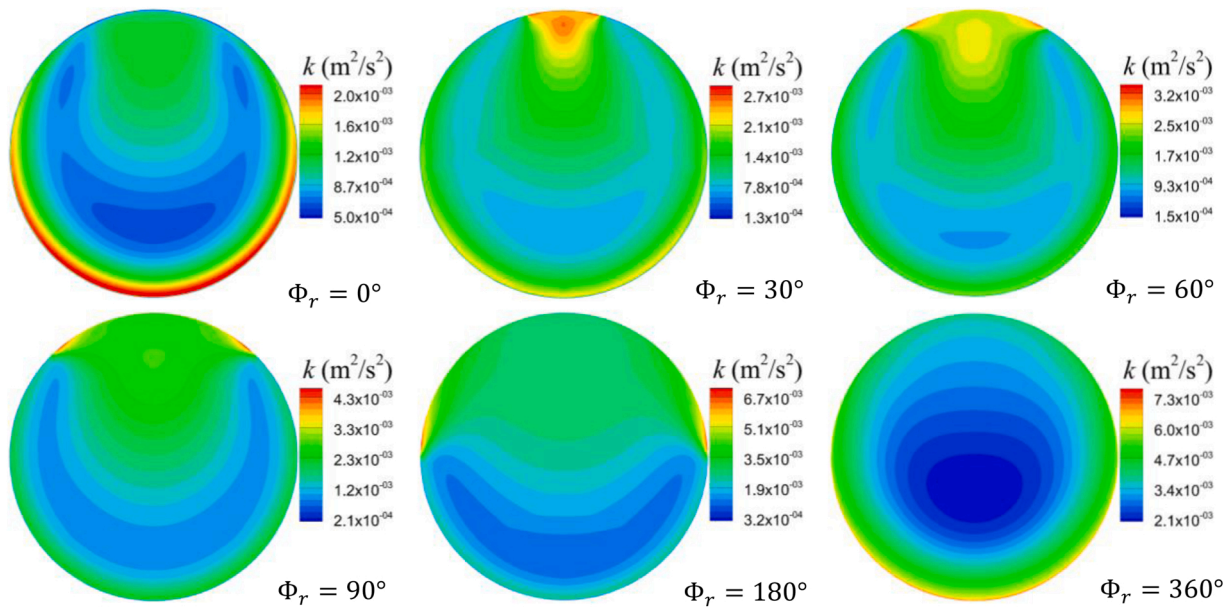 k (m²/s²)
2.0x10⁻⁰³
1.6x10⁻⁰³
1.2x10⁻⁰³
8.7x10⁻⁰⁴
5.0x10⁻⁰⁴
Φᵣ = 0°
k (m²/s²)
2.7x10⁻⁰³
2.1x10⁻⁰³
1.4x10⁻⁰³
7.8x10⁻⁰⁴
1.3x10⁻⁰⁴
Φᵣ = 30°
k (m²/s²)
3.2x10⁻⁰³
2.5x10⁻⁰³
1.7x10⁻⁰³
9.3x10⁻⁰⁴
1.5x10⁻⁰⁴
Φᵣ = 60°
k (m²/s²)
4.3x10⁻⁰³
3.3x10⁻⁰³
2.3x10⁻⁰³
1.2x10⁻⁰³
2.1x10⁻⁰⁴
Φᵣ = 90°
k (m²/s²)
6.7x10⁻⁰³
5.1x10⁻⁰³
3.5x10⁻⁰³
1.9x10⁻⁰³
3.2x10⁻⁰⁴
Φᵣ = 180°
k (m²/s²)
7.3x10⁻⁰³
6.0x10⁻⁰³
4.7x10⁻⁰³
3.4x10⁻⁰³
2.1x10⁻⁰³
Φᵣ = 360°